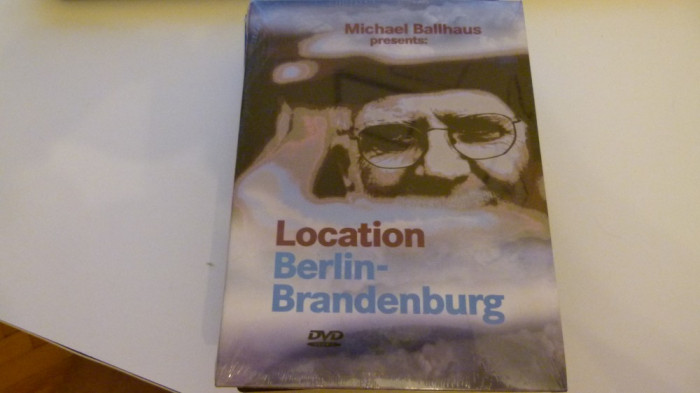 Michael Ballhaus
presents:
Location
Berlin-
Brandenburg
DVD